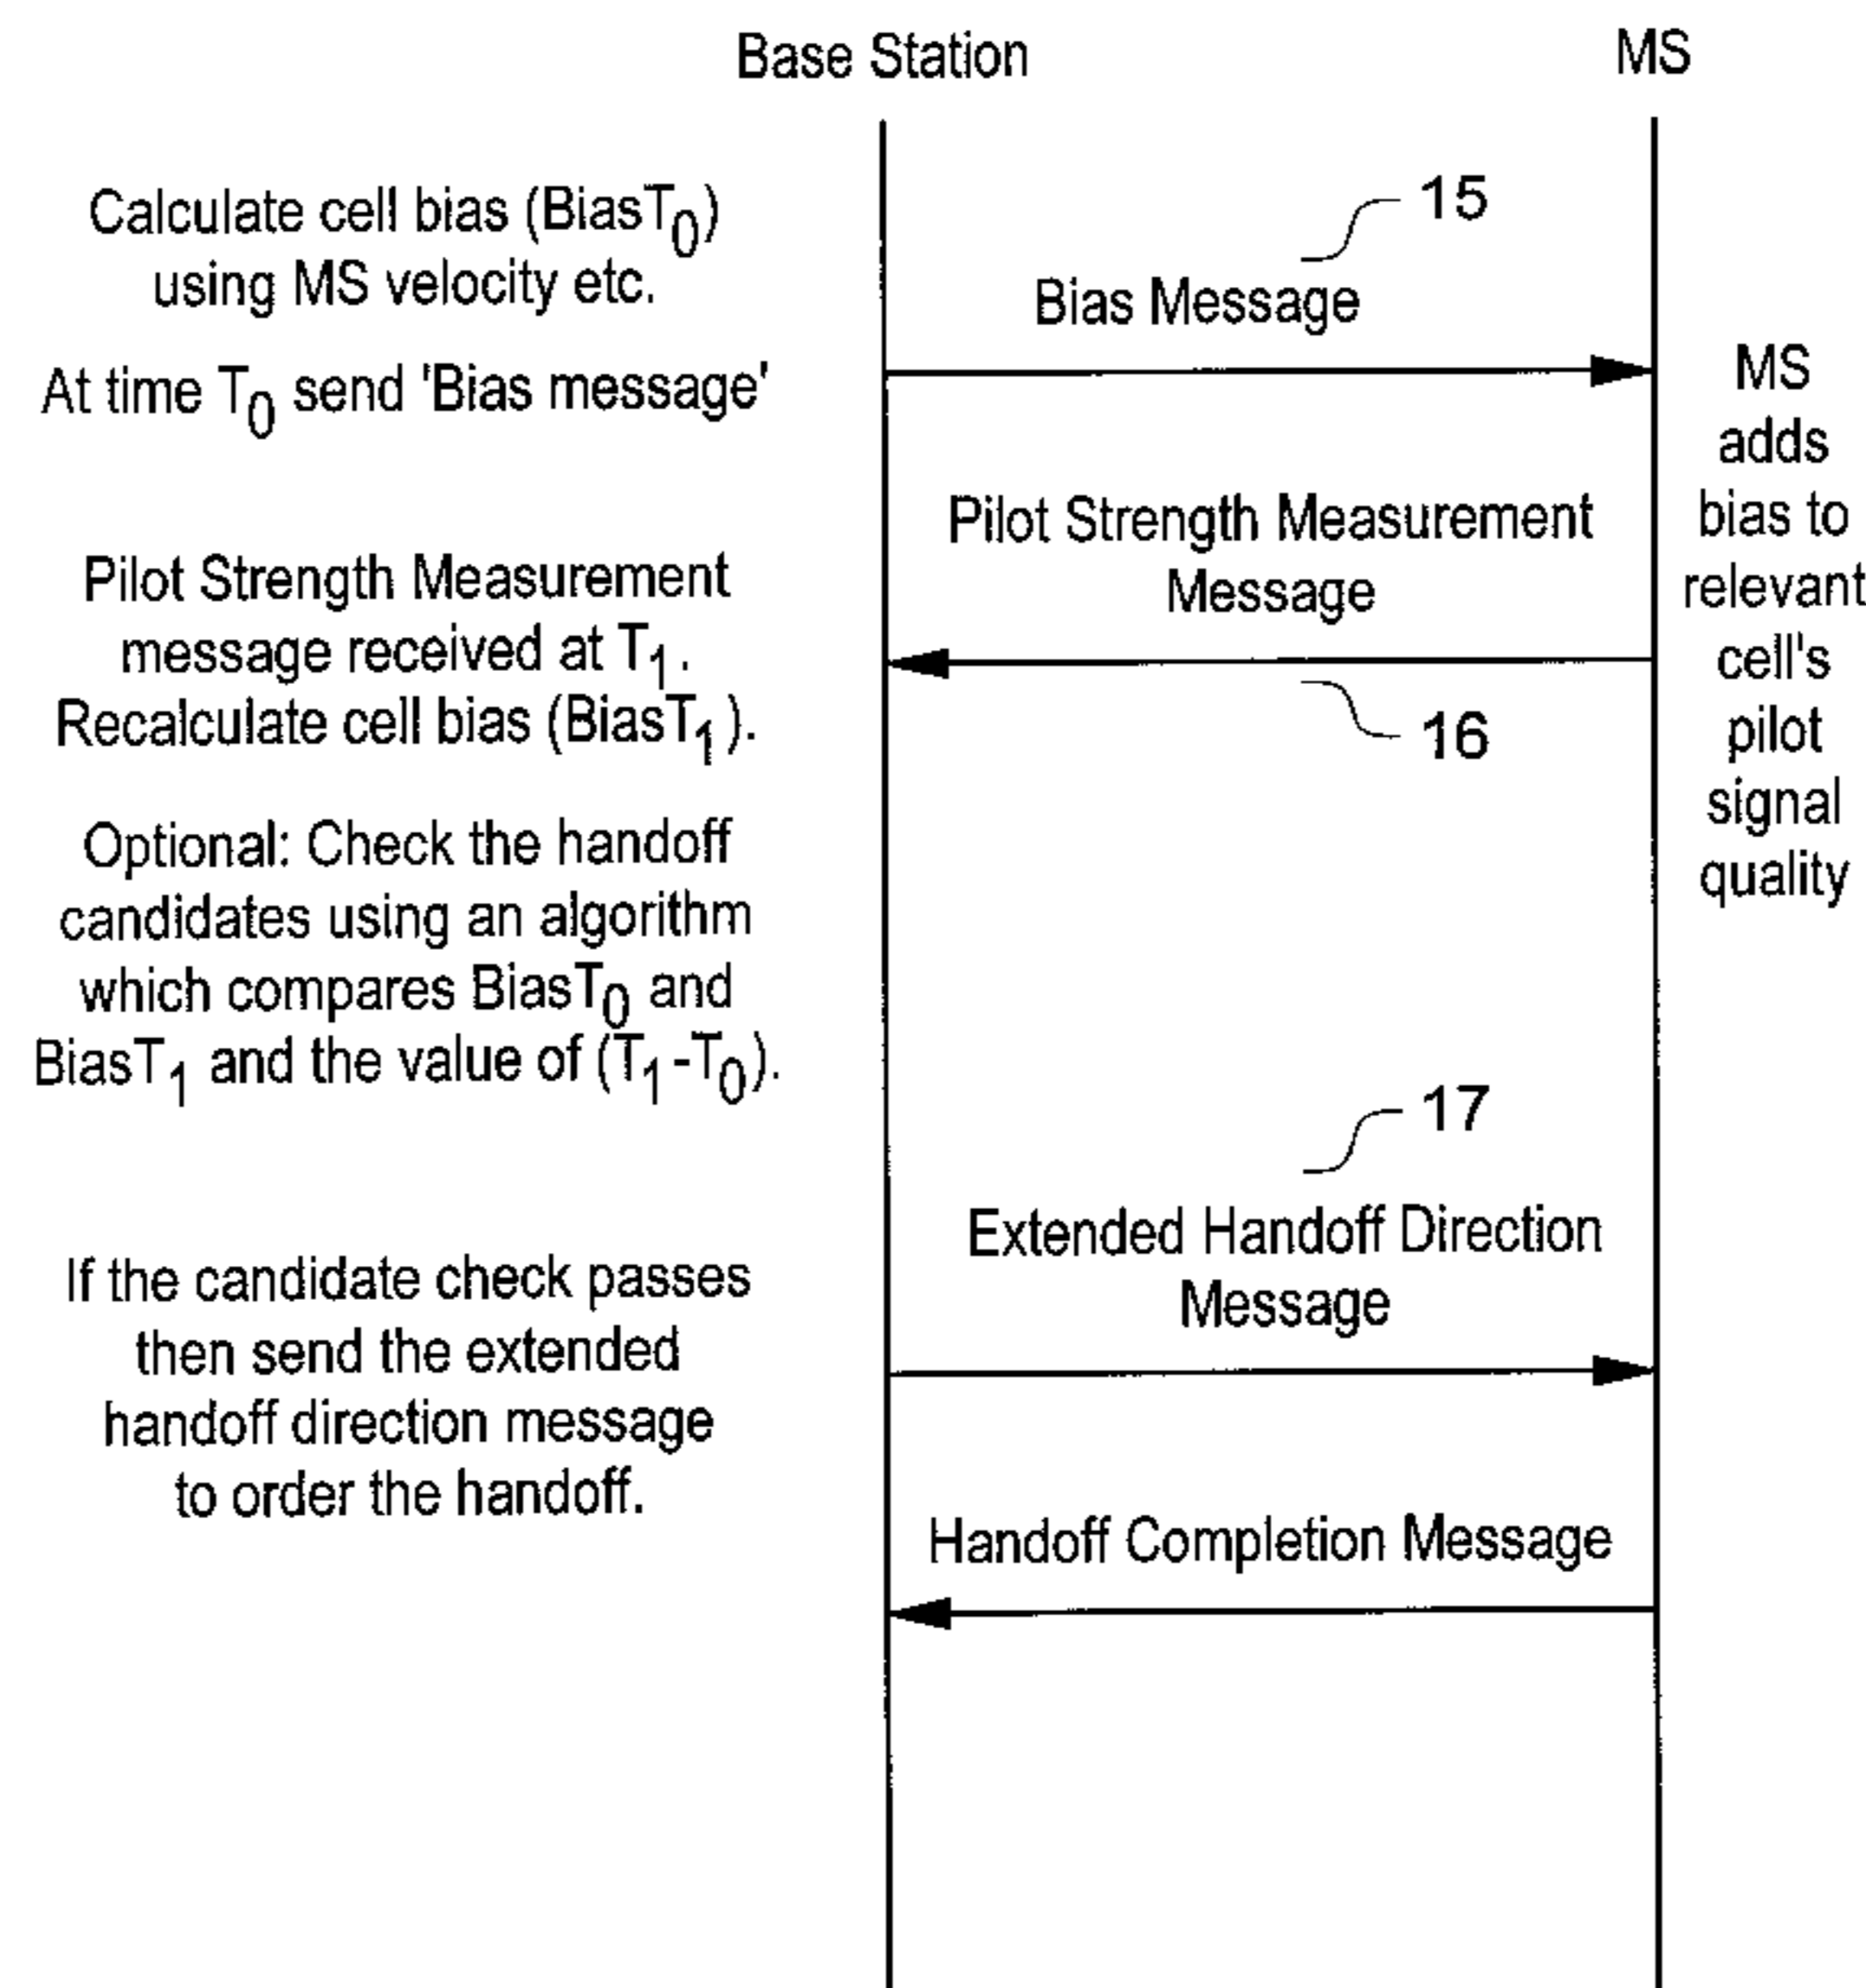 Base Station
MS
Calculate cell bias (BiasT0)
using MS velocity etc.
15
Bias Message
At time T0 send 'Bias message'
MS
adds
bias to
relevant
cell's
pilot
signal
quality
Pilot Strength Measurement
Message
Pilot Strength Measurement
message received at T1.
Recalculate cell bias (BiasT1).
16
Optional: Check the handoff
candidates using an algorithm
which compares BiasT0 and
BiasT1 and the value of (T1-T0).
17
Extended Handoff Direction
Message
If the candidate check passes
then send the extended
handoff direction message
to order the handoff.
Handoff Completion Message